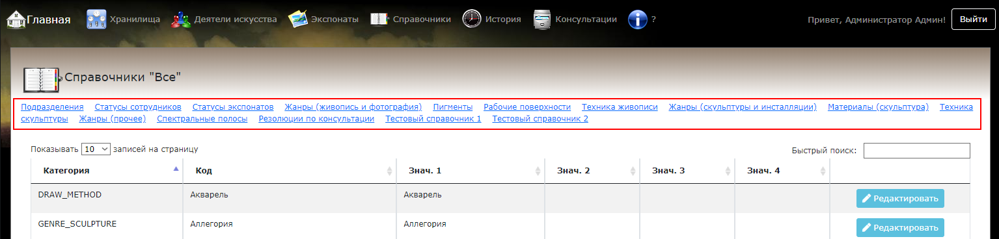 Главная Хранилища Деятели искусства Экспонаты Справочники История Консультации ? Привет, Администратор Админ! Выйти
Справочники "Все"
Подразделения Статусы сотрудников Статусы экспонатов Жанры (живопись и фотография) Пигменты Рабочие поверхности Техника живописи Жанры (скульптуры и инсталляции) Материалы (скульптура) Техника
скульптуры Жанры (прочее) Спектральные полосы Резолюции по консультации Тестовый справочник 1 Тестовый справочник 2
Показывать 10 записей на страницу Быстрый поиск:
Категория Код Знач. 1 Знач. 2 Знач. 3 Знач. 4
DRAW_METHOD Акварель Акварель Редактировать
GENRE_SCULPTURE Аллегория Аллегория Редактировать